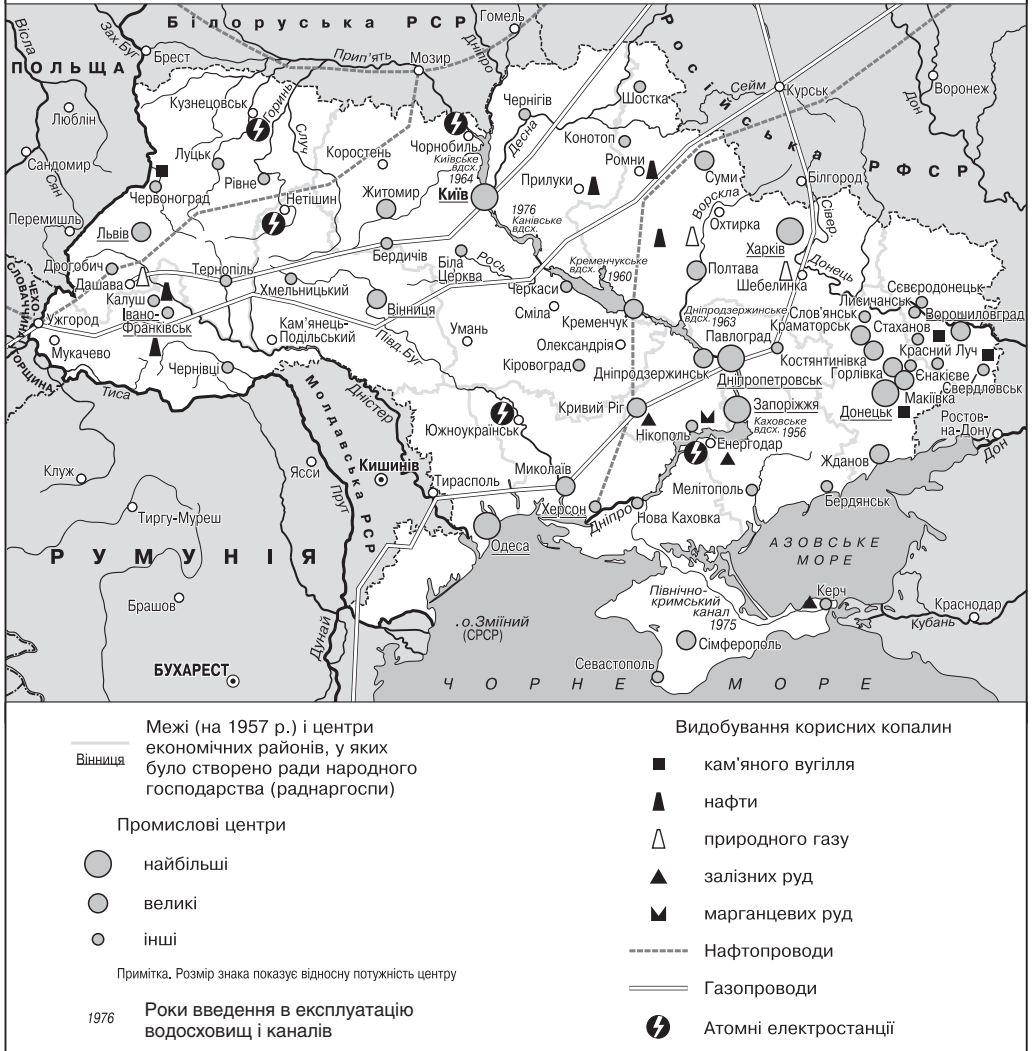 Білоруська РСР
Гомель
Вісла
Зах. Буг
Брест
Прип'ять
Мозир
Дніпро
Російська РФСР
ПОЛЬЩА
Люблін
Сандомир
Сян
Перемишль
Кузнецовськ
Горинь
Случ
Луцьк
Рівне
Червоноград
Нетішин
Коростень
Житомир
Чорнобиль
Київське
вдсх.
1964
Київ
Чернігів
Десна
Шостка
Конотоп
Ромни
Прилуки
Суми
Сейм
Курськ
Воронеж
Дон
Білгород
Ворскла
Охтирка
Сівер.
Донець
Харків
Шебелинка
1976
Канівське
вдсх.
Львів
Дрогобич
Дашава
Калуш
Івано-
Франківськ
Тернопіль
Хмельницький
Бердичів
Біла
Церква
Рось
Вінниця
Кам'янець-
Подільський
Півд. Буг
Умань
Черкаси
Сміла
Кременчуцьке
вдсх.
1960
Кременчук
Олександрія
Кіровоград
Полтава
Дніпродзержинське
вдсх. 1963
Павлоград
Дніпродзержинськ
Дніпропетровськ
Сєвєродонецьк
Лисичанськ
Слов'янськ
Краматорськ
Ворошиловград
Стаханов
Костянтинівка
Красний Луч
Горлівка
Єнакієве
Свердловськ
Макіївка
Донецьк
Ростов-
на-Дону
Дон
ЧЕХО-
СЛОВАЧЧИНА
УГОРЩИНА
Ужгород
Мукачево
Тиса
Чернівці
Дністер
Молдавська РСР
Прут
Ясси
Кишинів
Тирасполь
Южноукраїнськ
Кривий Ріг
Запоріжжя
Каховське
вдсх. 1956
Нікополь
Енергодар
Миколаїв
Херсон
Дніпро
Нова Каховка
Мелітополь
Жданов
Бердянськ
Одеса
АЗОВСЬКЕ
МОРЕ
Клуж
Тиргу-Муреш
РУМУНІЯ
Брашов
БУХАРЕСТ
Дунай
о. Зміїний
(СРСР)
Північно-
кримський
канал
1975
Керч
Краснодар
Кубань
Сімферополь
Севастополь
ЧОРНЕ МОРЕ
Межі (на 1957 р.) і центри
економічних районів, у яких
Вінниця
було створено ради народного
господарства (раднаргоспи)
Промислові центри
найбільші
великі
інші
Примітка. Розмір знака показує відносну потужність центру
1976
Роки введення в експлуатацію
водосховищ і каналів
Видобування корисних копалин
кам'яного вугілля
нафти
природного газу
залізних руд
марганцевих руд
Нафтопроводи
Газопроводи
Атомні електростанції